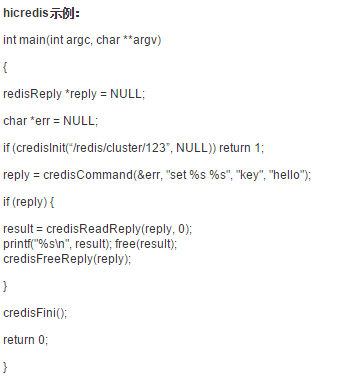 hicredis示例：
int main(int argc, char **argv)
{
redisReply *reply = NULL;
char *err = NULL;
if (credisInit(“/redis/cluster/123”, NULL)) return 1;
reply = credisCommand(&err, "set %s %s", "key", "hello");
if (reply) {
result = credisReadReply(reply, 0);
printf("%s\n", result); free(result);
credisFreeReply(reply);
}
credisFini();
return 0;
}